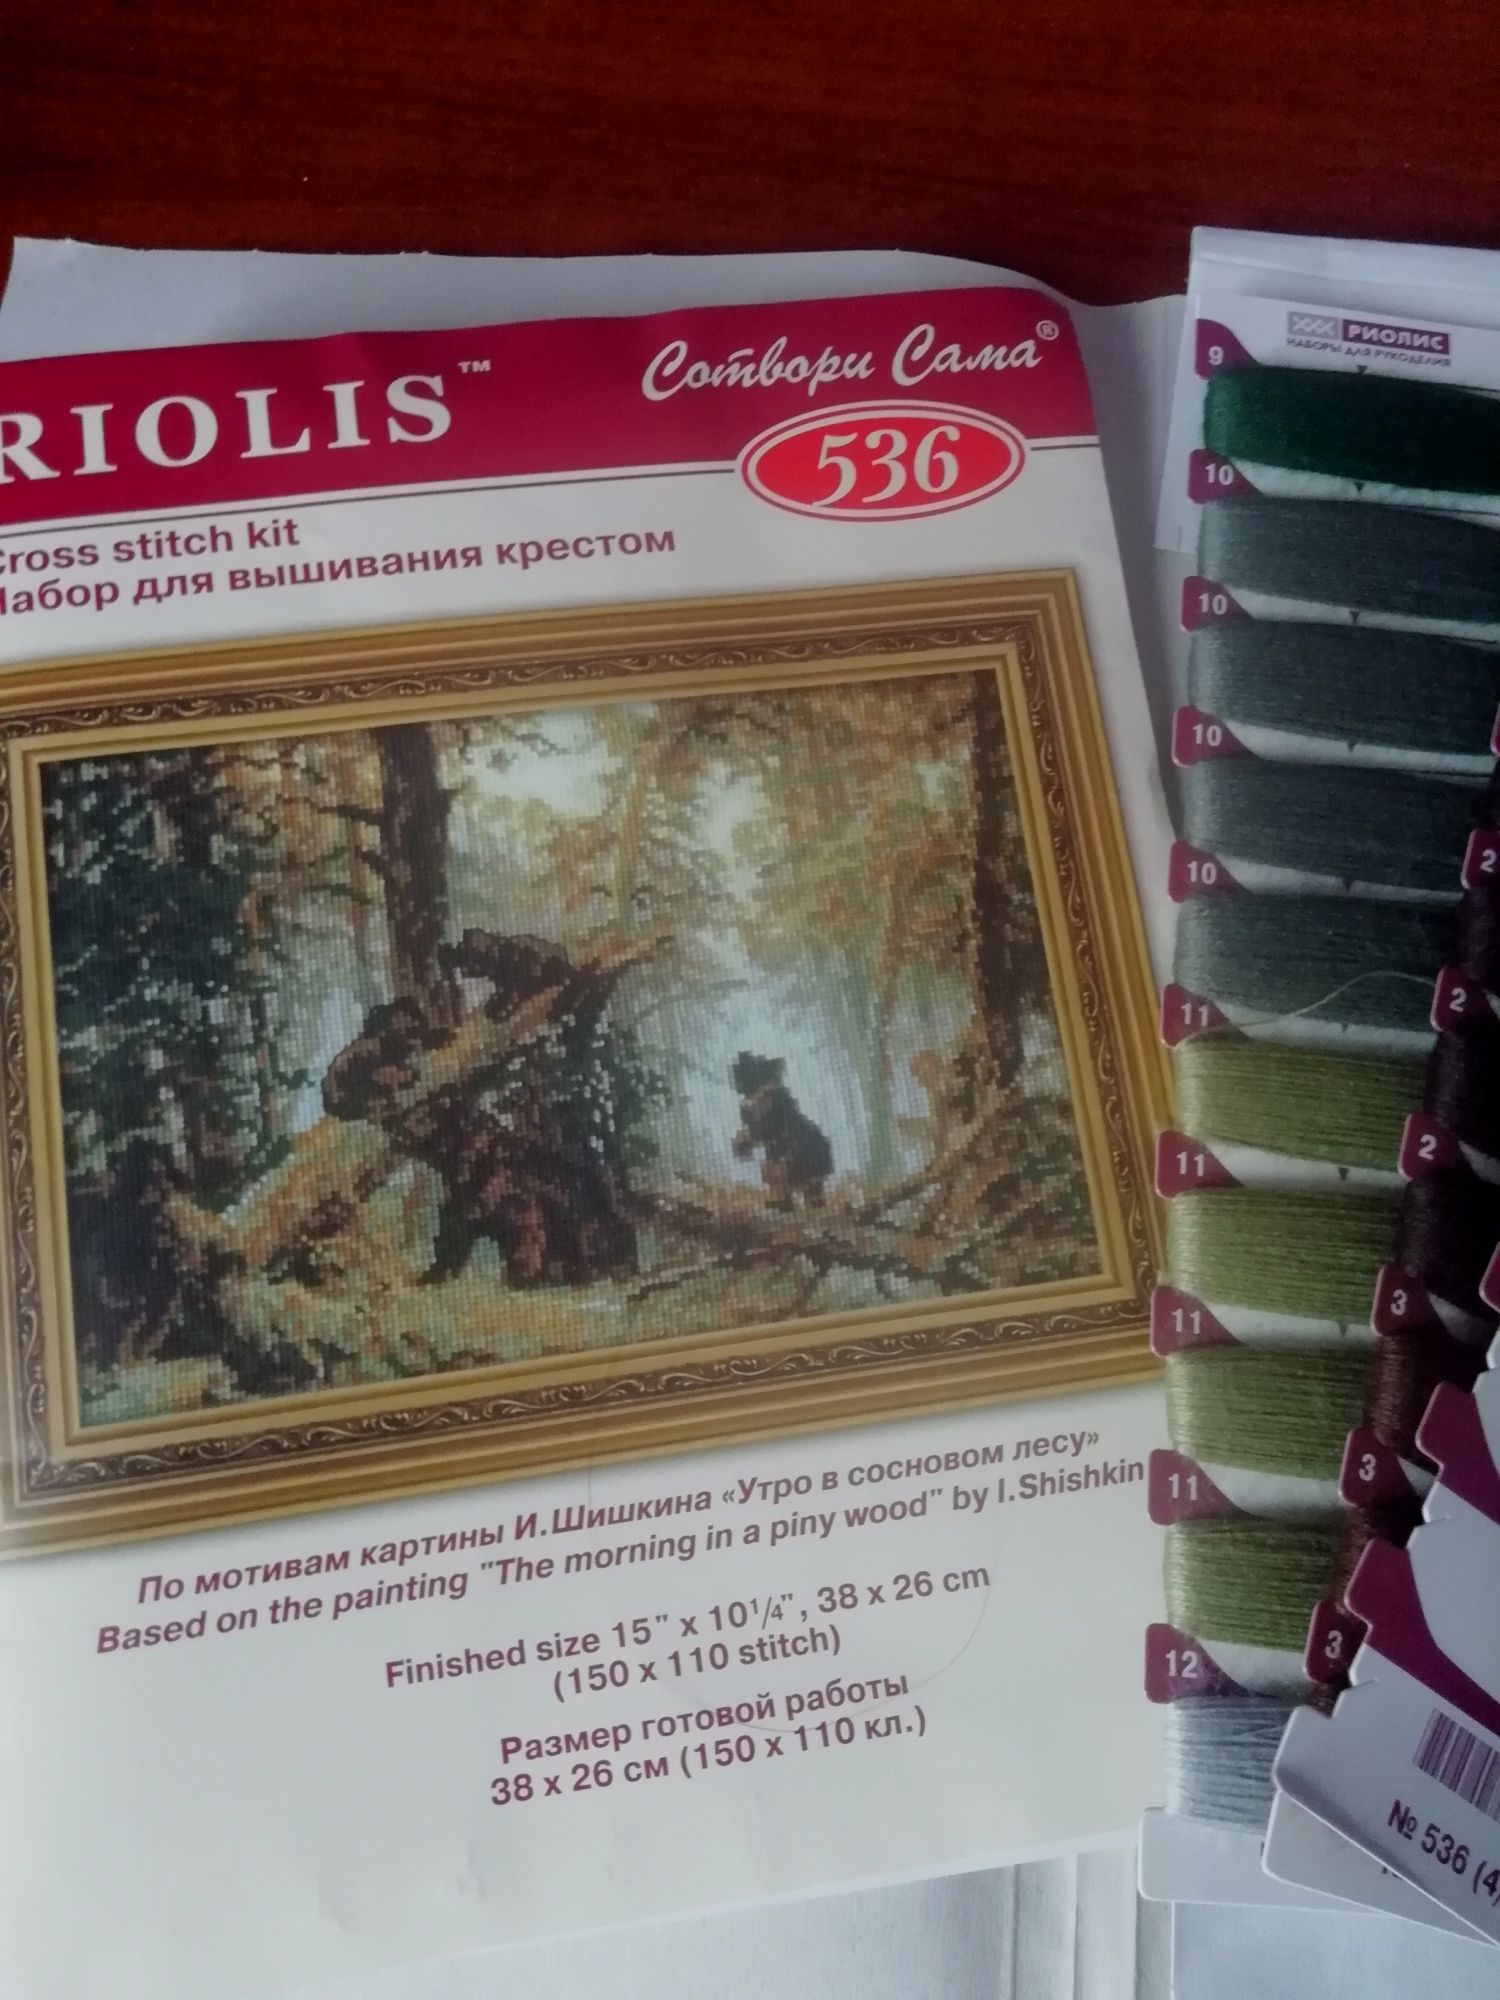 RIOLIS™
Сотвори Сама®
536
Cross stitch kit
Набор для вышивания крестом
По мотивам картины И.Шишкина «Утро в сосновом лесу»
Based on the painting "The morning in a piny wood" by I.Shishkin
Finished size 15" x 10¼", 38 x 26 cm
(150 x 110 stitch)
Размер готовой работы
38 x 26 см (150 x 110 кл.)
РИОЛИС
НАБОРЫ ДЛЯ РУКОДЕЛИЯ
9
10
10
10
10
11
11
11
11
12
2
2
2
3
3
3
№ 536 (4